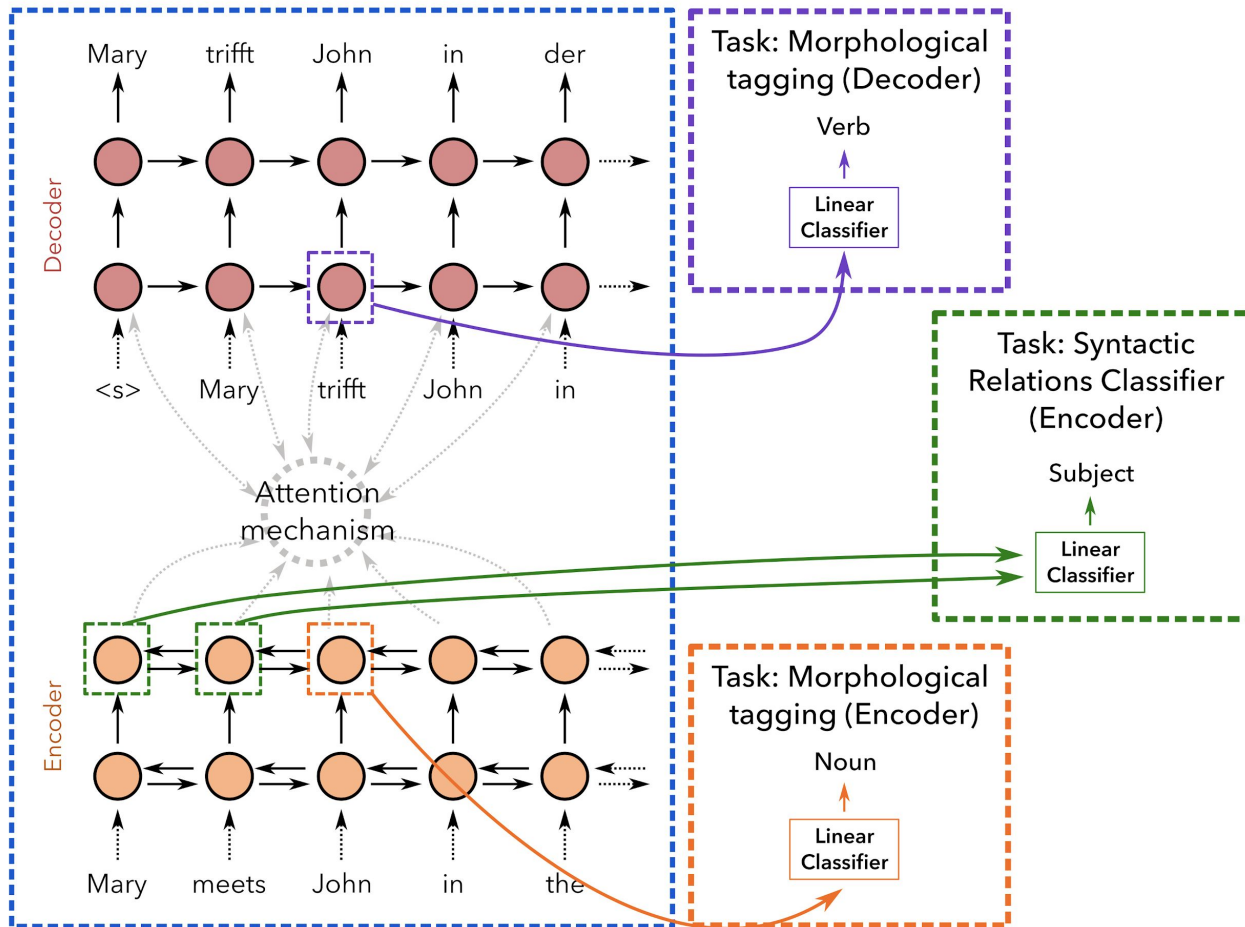 Mary trifft John in der
Decoder
<s> Mary trifft John in
Attention
mechanism
Encoder
Mary meets John in the
Task: Morphological
tagging (Decoder)
Verb
Linear
Classifier
Task: Syntactic
Relations Classifier
(Encoder)
Subject
Linear
Classifier
Task: Morphological
tagging (Encoder)
Noun
Linear
Classifier